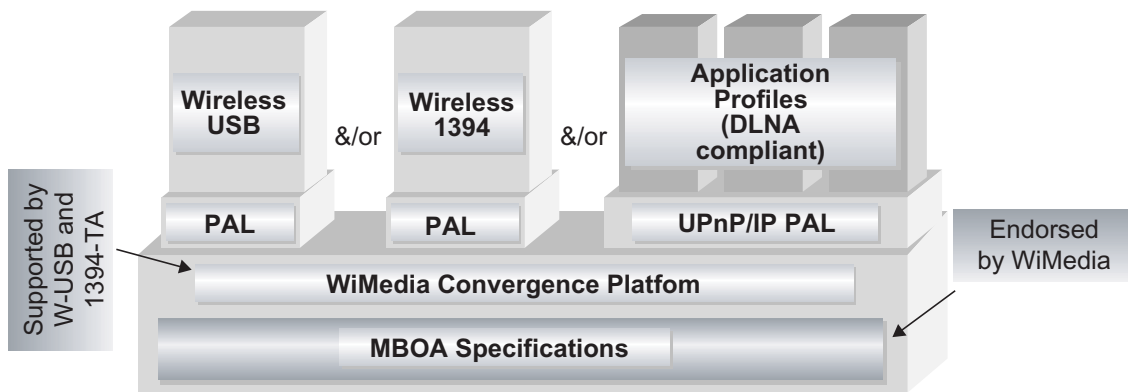 Wireless
USB
&/or
Wireless
1394
&/or
Application
Profiles
(DLNA
compliant)
PAL
PAL
UPnP/IP PAL
Supported by
W-USB and
1394-TA
Endorsed
by WiMedia
WiMedia Convergence Platfom
MBOA Specifications